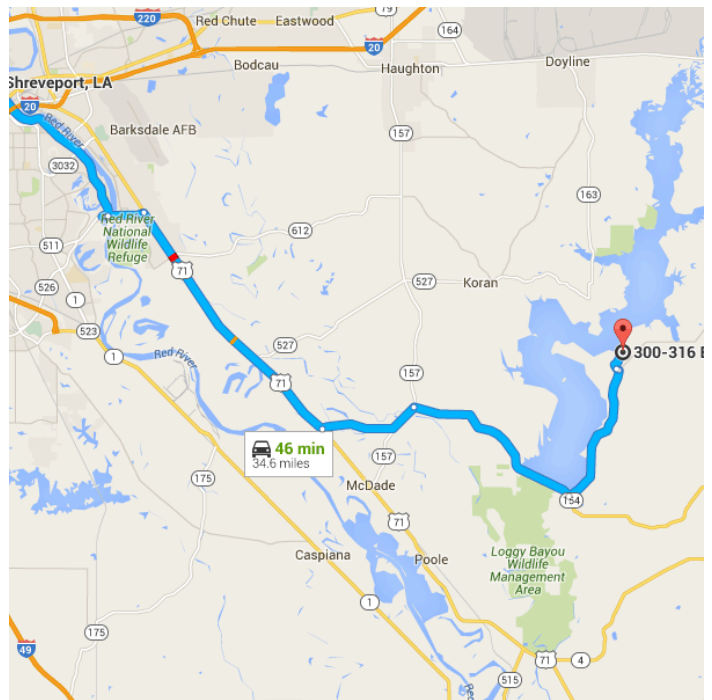 79
220
Red Chute
Eastwood
164
20
Bodcau
Haughton
Doyline
Shreveport, LA
20
Red River
Barksdale AFB
157
3032
163
Red River
National
Wildlife
Refuge
612
511
71
526
1
527
Koran
523
1
Red River
527
300-316 E
71
157
46 min
34.6 miles
157
175
McDade
164
71
Caspiana
Poole
Loggy Bayou
Wildlife
Management
Area
1
175
49
71
4
515
Red